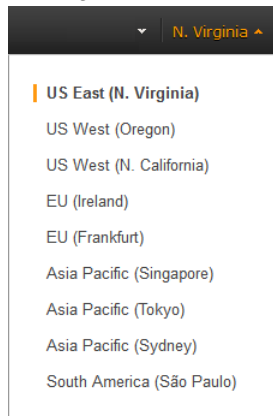 N. Virginia
US East (N. Virginia)
US West (Oregon)
US West (N. California)
EU (Ireland)
EU (Frankfurt)
Asia Pacific (Singapore)
Asia Pacific (Tokyo)
Asia Pacific (Sydney)
South America (São Paulo)